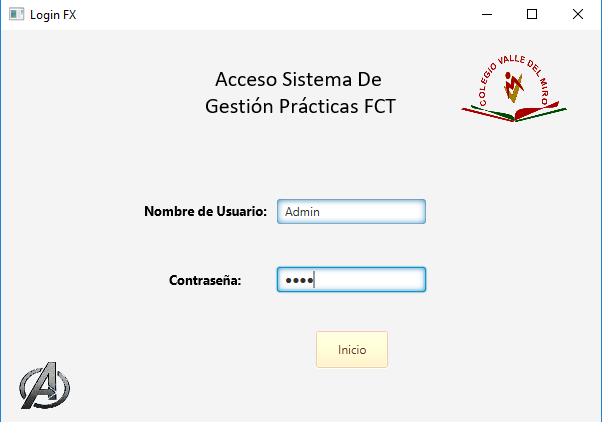 Login FX
Acceso Sistema De
Gestión Prácticas FCT
COLEGIO VALLE DEL MIRO
Nombre de Usuario:
Admin
Contraseña:
••••
Inicio